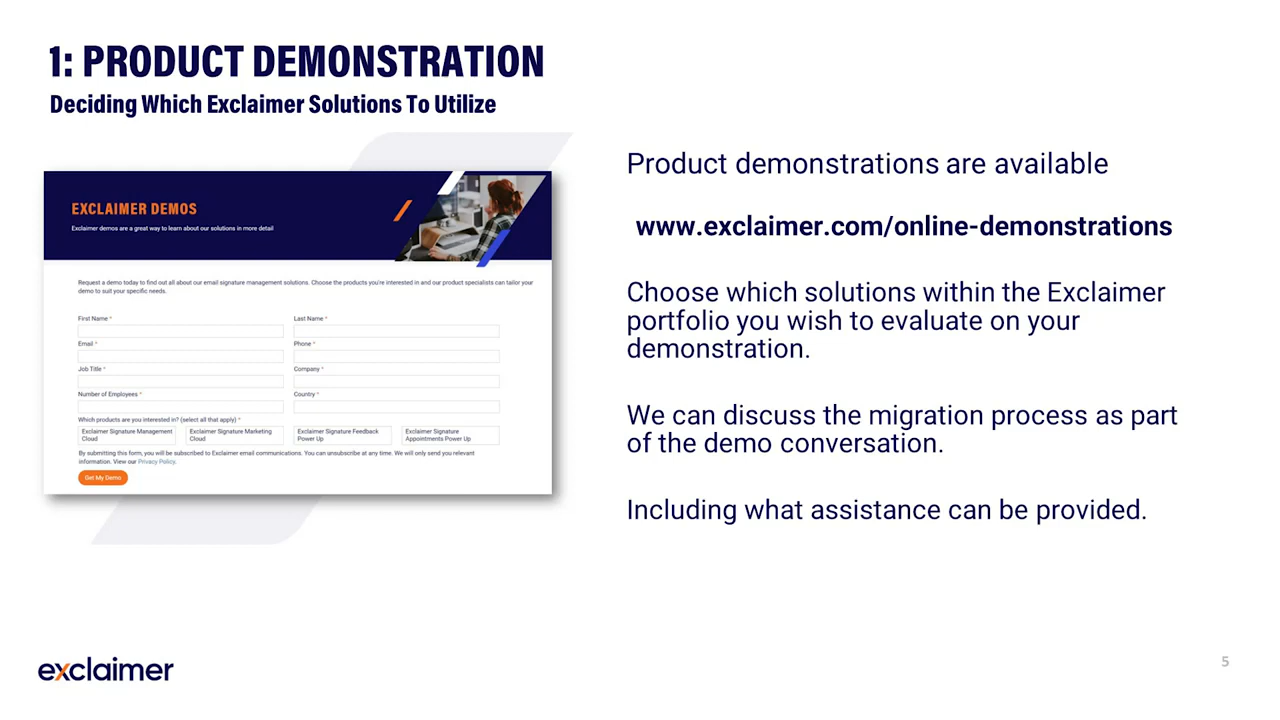 1: PRODUCT DEMONSTRATION
Deciding Which Exclaimer Solutions To Utilize
EXCLAIMER DEMOS
Exclaimer demos are a great way to learn about our solutions in more detail
Request a demo today to find out all about our email signature management solutions. Choose the products you're interested in and our product specialists can tailor your
demo to suit your specific needs.
First Name *
Last Name *
Email *
Phone *
Job Title *
Company *
Number of Employees *
Country *
Which products are you interested in? (select all that apply) *
Exclaimer Signature Management
Cloud
Exclaimer Signature Marketing
Cloud
Exclaimer Signature Feedback
Power Up
Exclaimer Signature
Appointments Power Up
By submitting this form, you will be subscribed to Exclaimer email communications. You can unsubscribe at any time. We will only send you relevant
information. View our Privacy Policy.
Get My Demo
Product demonstrations are available
www.exclaimer.com/online-demonstrations
Choose which solutions within the Exclaimer
portfolio you wish to evaluate on your
demonstration.
We can discuss the migration process as part
of the demo conversation.
Including what assistance can be provided.
exclaimer
5